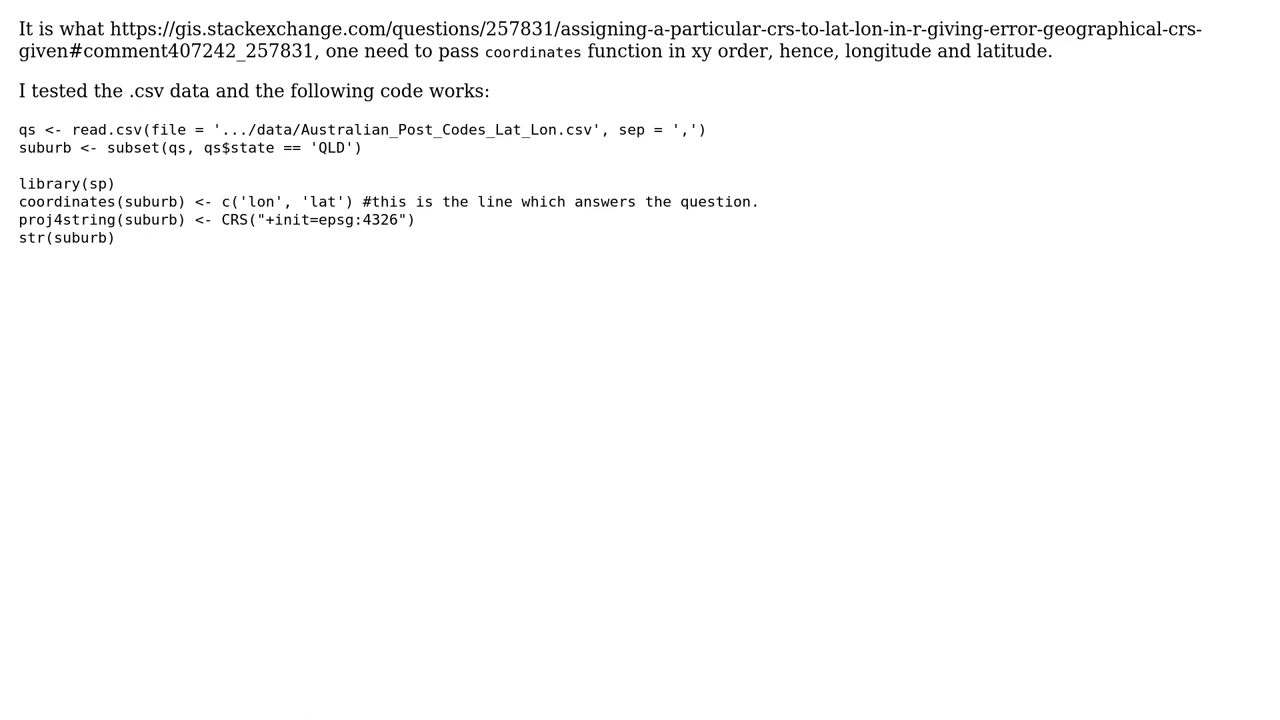 It is what https://gis.stackexchange.com/questions/257831/assigning-a-particular-crs-to-lat-lon-in-r-giving-error-geographical-crs-
given#comment407242_257831, one need to pass coordinates function in xy order, hence, longitude and latitude.
I tested the .csv data and the following code works:
qs <- read.csv(file = '.../data/Australian_Post_Codes_Lat_Lon.csv', sep = ',')
suburb <- subset(qs, qs$state == 'QLD')
library(sp)
coordinates(suburb) <- c('lon', 'lat') #this is the line which answers the question.
proj4string(suburb) <- CRS("+init=epsg:4326")
str(suburb)